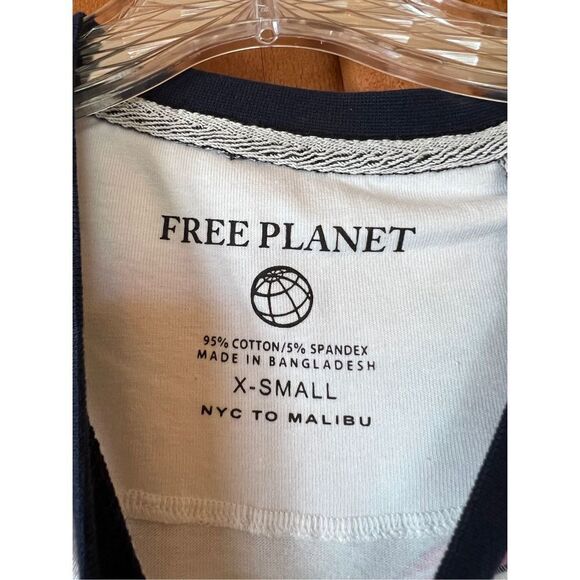 FREE PLANET
95% COTTON/5% SPANDEX
MADE IN BANGLADESH
X-SMALL
NYC TO MALIBU